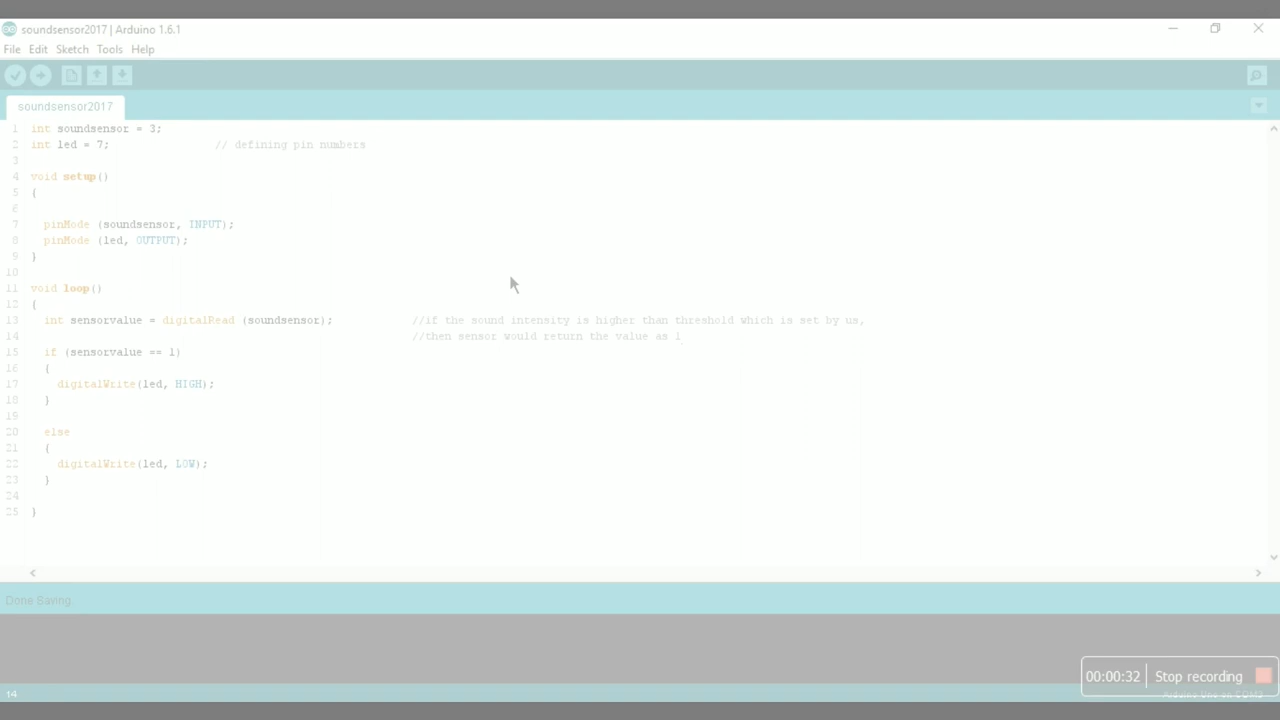 soundsensor2017 | Arduino 1.6.1
File Edit Sketch Tools Help
soundsensor2017
1 int soundsensor = 3;
2 int led = 7; // defining pin numbers
3
4 void setup()
5 {
6
7 pinMode (soundsensor, INPUT);
8 pinMode (led, OUTPUT);
9 }
10
11 void loop()
12 {
13 int sensorvalue = digitalRead (soundsensor); //if the sound intensity is higher than threshold which is set by us,
14 //then sensor would return the value as 1
15 if (sensorvalue == 1)
16 {
17 digitalWrite(led, HIGH);
18 }
19
20 else
21 {
22 digitalWrite(led, LOW);
23 }
24
25 }
Done Saving.
00:00:32 Stop recording
14 Arduino Uno on COM3